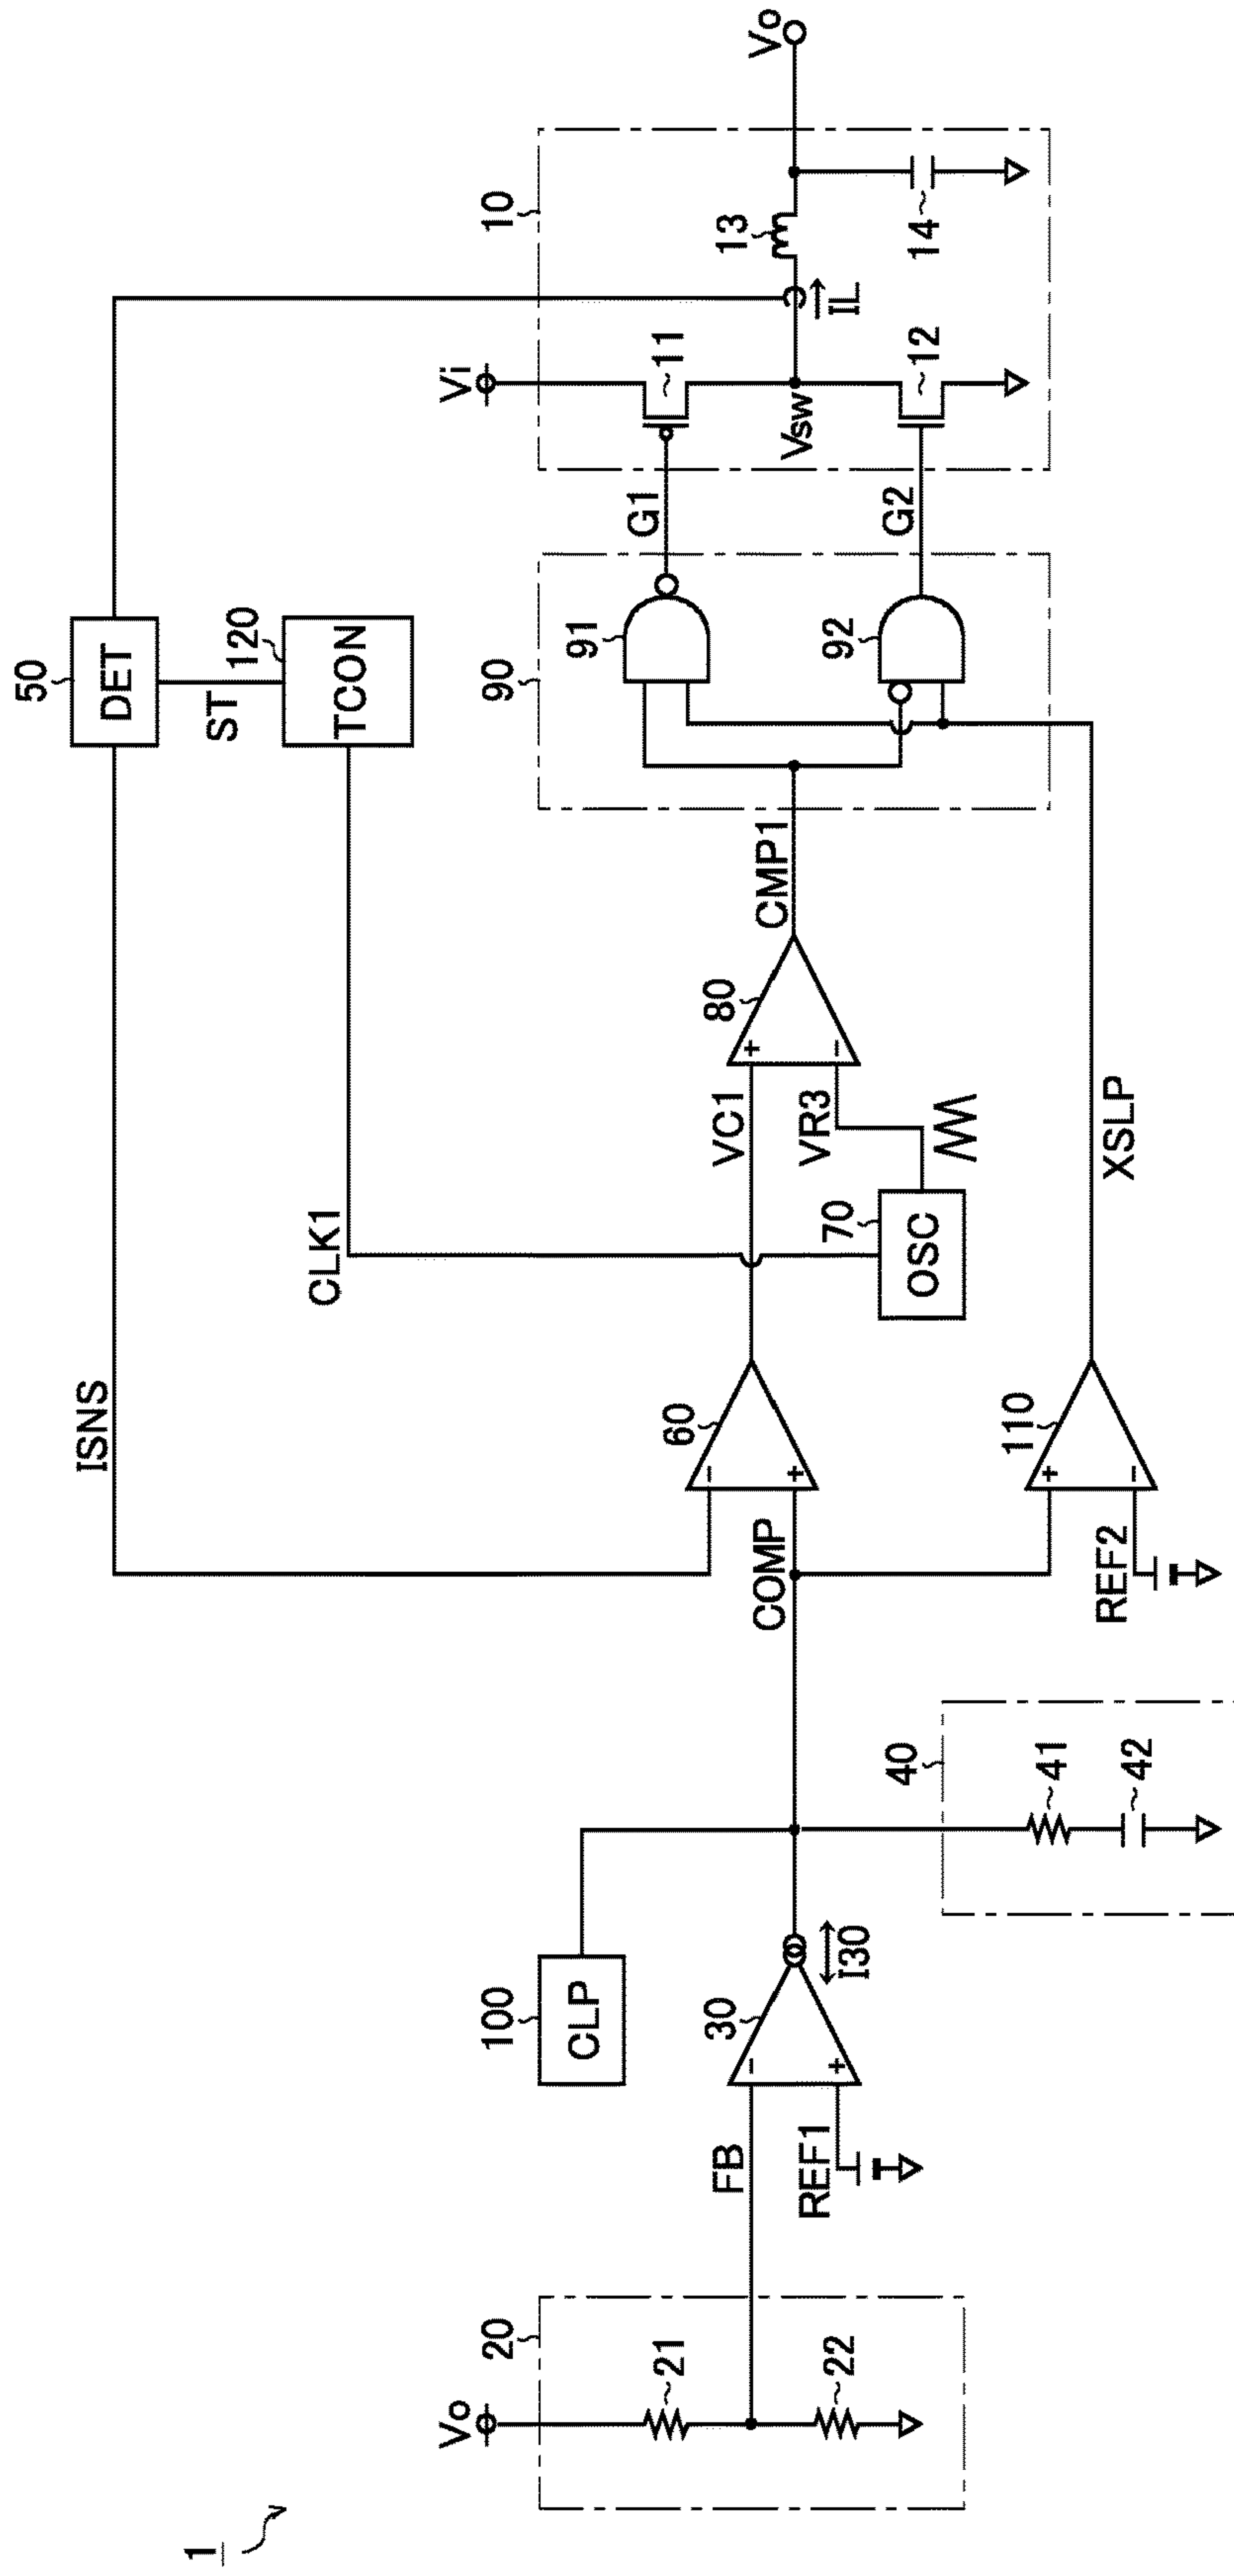 1
Vo
20
21
22
FB
REF1
30
I30
100
CLP
40
41
42
COMP
REF2
ISNS
60
110
XSLP
CLK1
70
OSC
VC1
VR3
80
CMP1
50
DET
ST
120
TCON
90
91
92
G1
G2
Vi
10
11
12
Vsw
IL
13
14
Vo